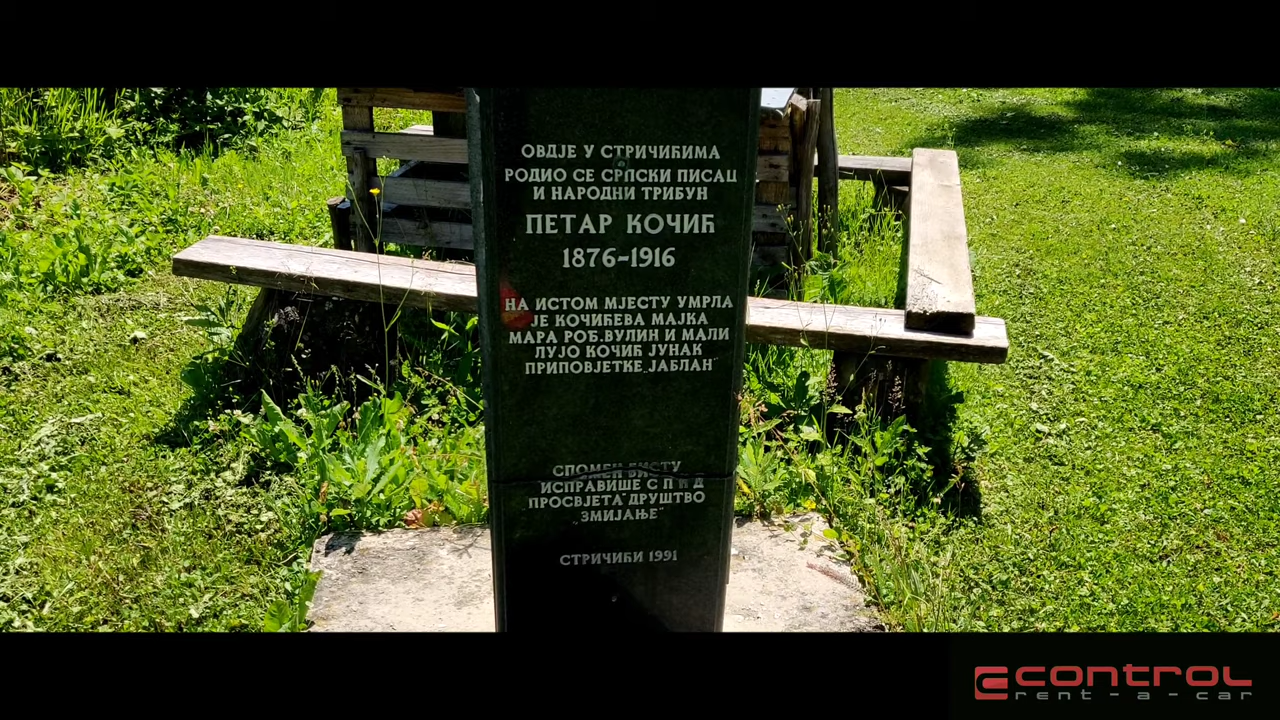 ОВДЈЕ У СТРИЧИЋИМА
РОДИО СЕ СРПСКИ ПИСАЦ
И НАРОДНИ ТРИБУН
ПЕТАР КОЧИЋ
1876-1916
НА ИСТОМ МЈЕСТУ УМРЛА
ЈЕ КОЧИЋЕВА МАЈКА
МАРА РОЂ.ВУЛИН И МАЛИ
ЛУЈО КОЧИЋ ЈУНАК
ПРИПОВЈЕТКЕ „ЈАБЛАН"
СПОМЕН БИСТУ
ИСПРАВИШЕ С П К Д
ПРОСВЈЕТА" ДРУШТВО
„ЗМИЈАЊЕ"
СТРИЧИЋИ 1991
control
rent-a-car